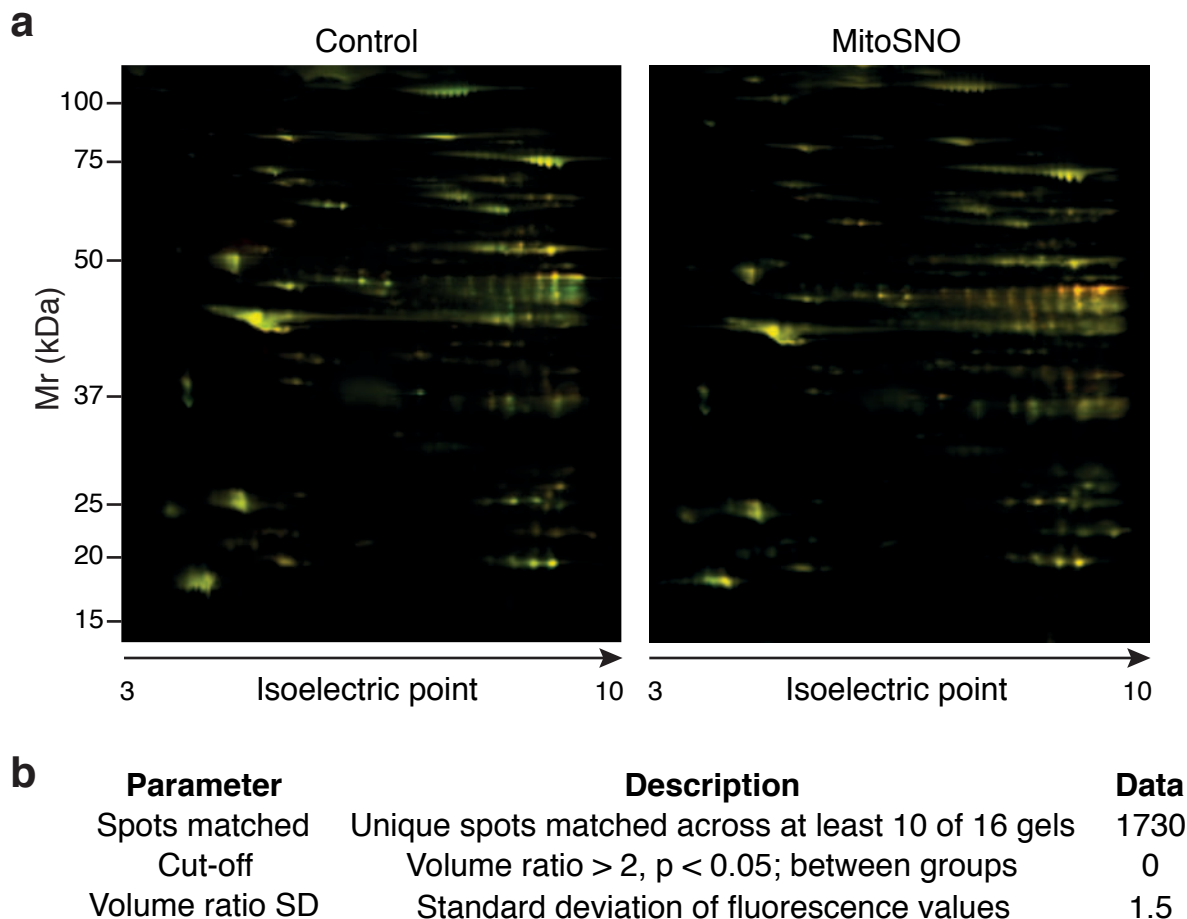 a
Control MitoSNO
100
75
50
37
25
20
15
Mr (kDa)
3 Isoelectric point 10 3 Isoelectric point 10
b
Parameter Description Data
Spots matched Unique spots matched across at least 10 of 16 gels 1730
Cut-off Volume ratio > 2, p < 0.05; between groups 0
Volume ratio SD Standard deviation of fluorescence values 1.5